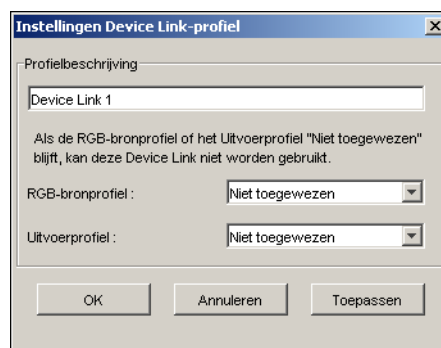 Instellingen Device Link-profiel
Profielbeschrijving
Device Link 1
Als de RGB-bronprofiel of het Uitvoerprofiel "Niet toegewezen"
blijft, kan deze Device Link niet worden gebruikt.
RGB-bronprofiel : Niet toegewezen
Uitvoerprofiel : Niet toegewezen
OK Annuleren Toepassen